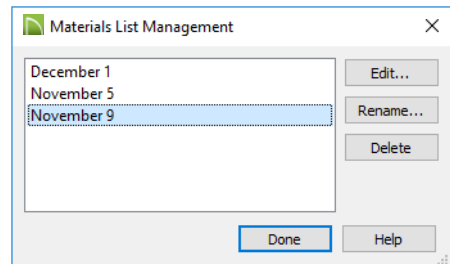 Materials List Management
December 1
November 5
November 9
Edit...
Rename...
Delete
Done
Help